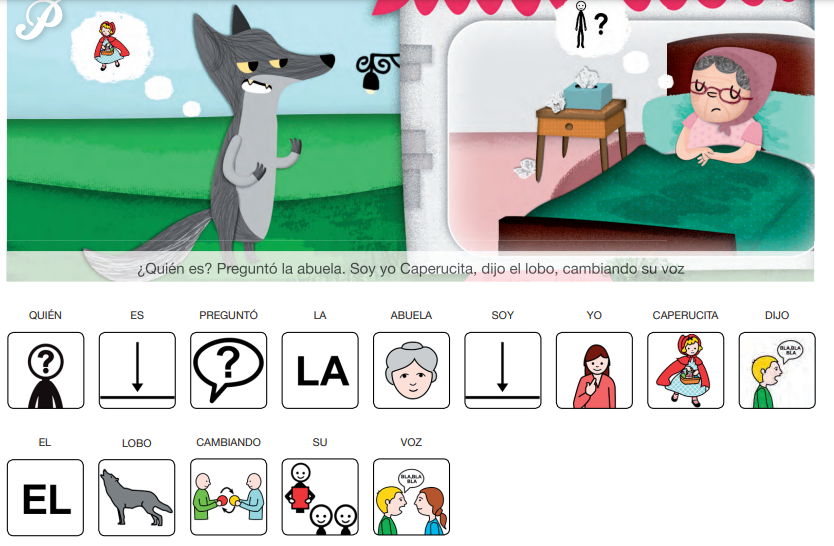 P
?
¿Quién es? Preguntó la abuela. Soy yo Caperucita, dijo el lobo, cambiando su voz
QUIÉN ES PREGUNTÓ LA ABUELA SOY YO CAPERUCITA DIJO
? ? LA BLA,BLA BLA
EL LOBO CAMBIANDO SU VOZ
EL BLA,BLA BLA